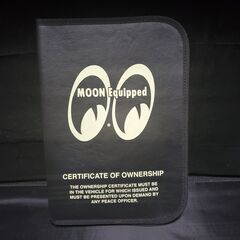 MOON Equipped
CERTIFICATE OF OWNERSHIP
THE OWNERSHIP CERTIFICATE MUST BE
IN THE VEHICLE FOR WHICH ISSUED AND
MUST BE PRESENTED UPON DEMAND BY
ANY PEACE OFFICER.